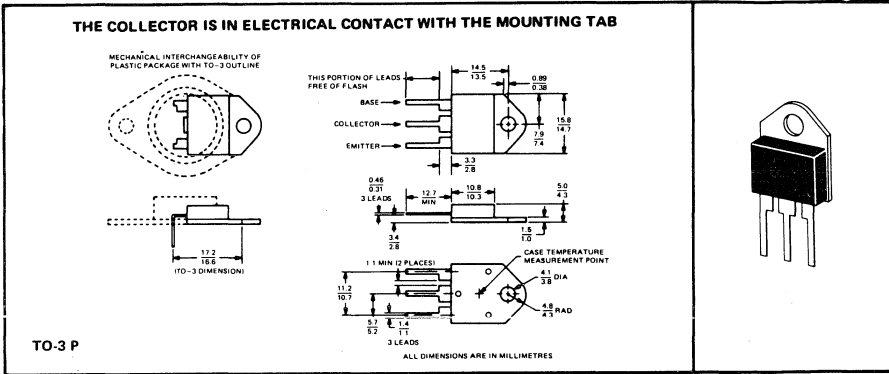 THE COLLECTOR IS IN ELECTRICAL CONTACT WITH THE MOUNTING TAB
MECHANICAL INTERCHANGEABILITY OF
PLASTIC PACKAGE WITH TO-3 OUTLINE
THIS PORTION OF LEADS
FREE OF FLASH
14.5
13.5
0.89
0.38
BASE
COLLECTOR
EMITTER
15.8
14.7
7.9
7.4
3.3
2.8
0.46
0.31
3 LEADS
12.7
MIN
10.8
10.3
5.0
4.3
3.4
2.8
1.0
17.2
16.6
(TO-3 DIMENSION)
1 1 MIN (2 PLACES)
CASE TEMPERATURE
MEASUREMENT POINT
4.1
3.8
DIA
11.2
10.7
4.8
4.3
RAD
5.7
5.2
1.4
1 1
3 LEADS
TO-3 P
ALL DIMENSIONS ARE IN MILLIMETRES